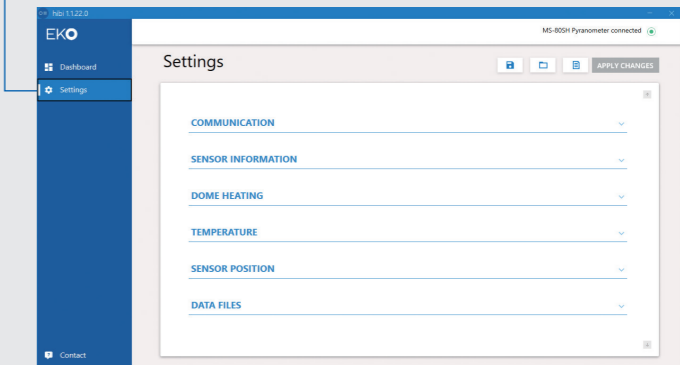 hibi 1.1.22.0
EKO
MS-80SH Pyranometer connected
Dashboard
Settings
Settings
APPLY CHANGES
COMMUNICATION
SENSOR INFORMATION
DOME HEATING
TEMPERATURE
SENSOR POSITION
DATA FILES
Contact